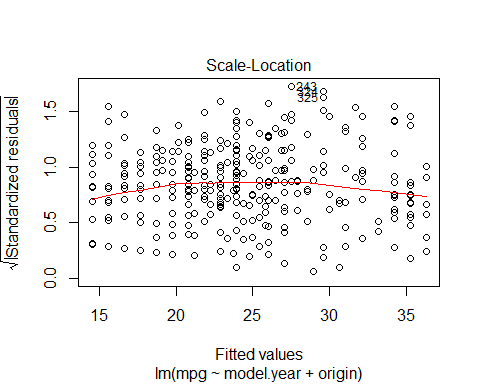 Scale-Location
√|Standardized residuals|
0.0 0.5 1.0 1.5
243
325
15 20 25 30 35
Fitted values
lm(mpg ~ model.year + origin)